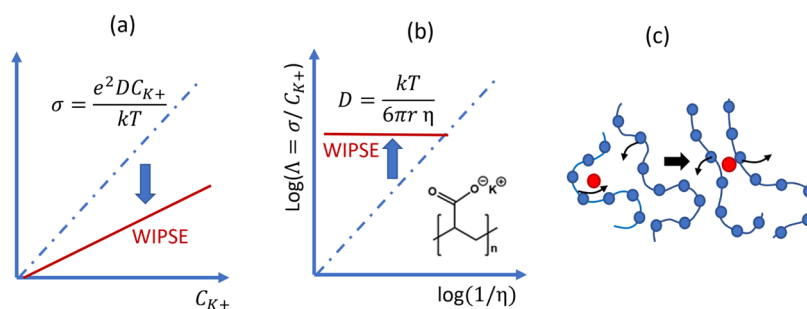 (a)
σ = e²DC_K+ / kT
WIPSE
C_K+
(b)
Log(Λ = σ/ C_K+)
D = kT / 6πr η
WIPSE
O
O⊖K⊕
n
log(1/η)
(c)